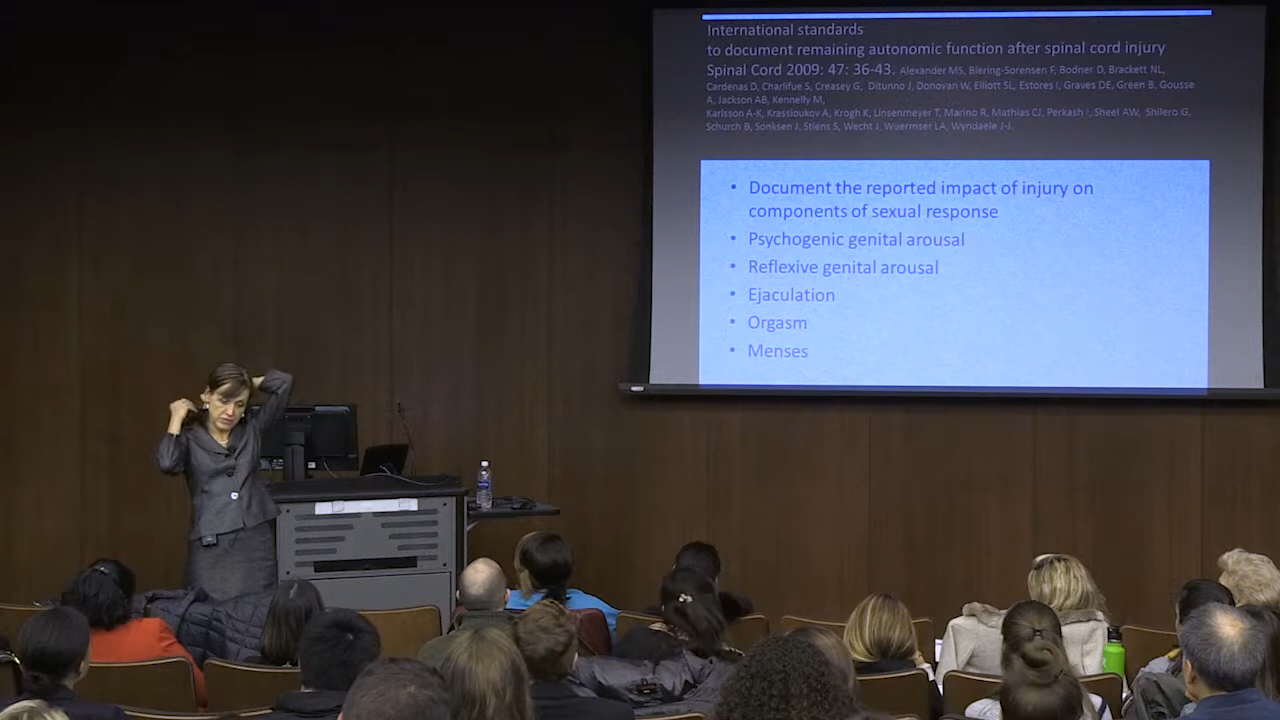 International standards
to document remaining autonomic function after spinal cord injury
Spinal Cord 2009: 47: 36-43. Alexander MS, Biering-Sorensen F, Bodner D, Brackett NL,
Cardenas D, Charlifue S, Creasey G, Ditunno J, Donovan W, Elliott SL, Estores I, Graves DE, Green B, Gousse
A, Jackson AB, Kennelly M,
Karlsson A-K, Krassioukov A, Krogh K, Linsenmeyer T, Marino R, Mathias CJ, Perkash I, Sheel AW, Shilero G,
Schurch B, Sonksen J, Stiens S, Wecht J, Wuermser LA, Wyndaele J-J.
• Document the reported impact of injury on
components of sexual response
• Psychogenic genital arousal
• Reflexive genital arousal
• Ejaculation
• Orgasm
• Menses